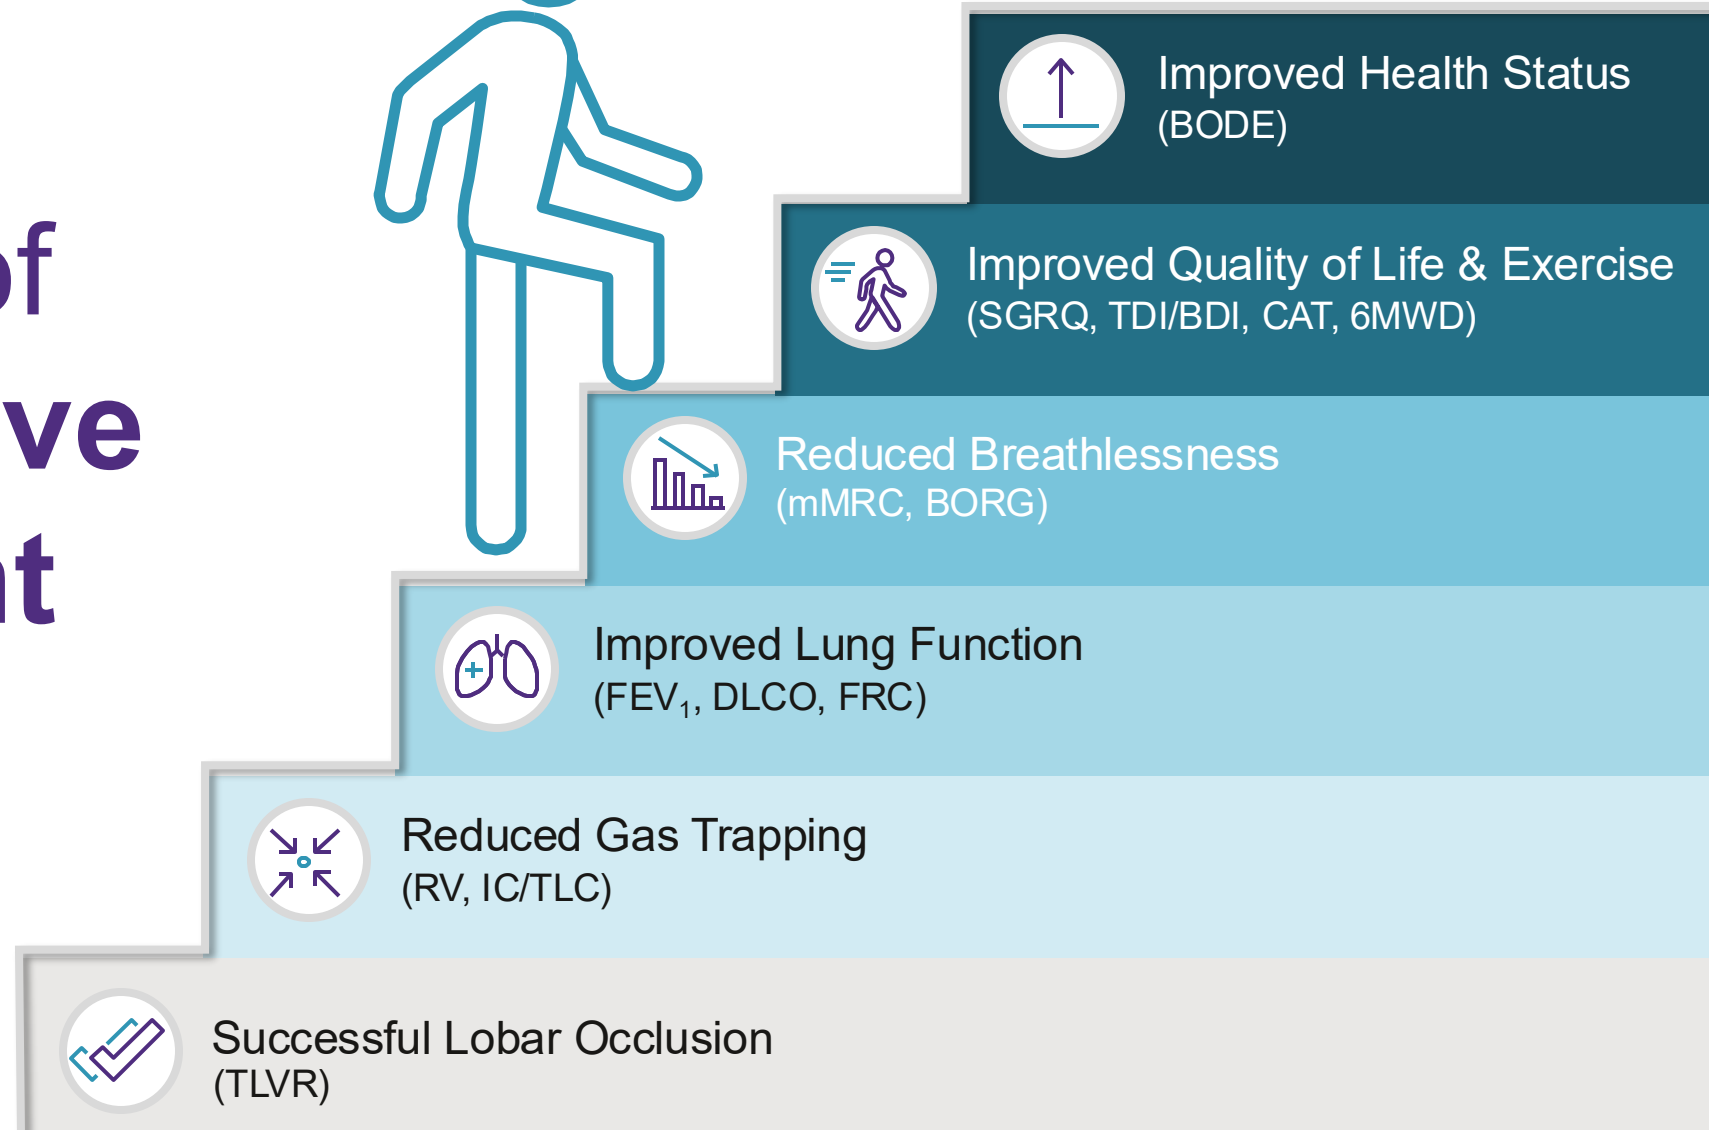 of
ve
t
Improved Health Status
(BODE)
Improved Quality of Life & Exercise
(SGRQ, TDI/BDI, CAT, 6MWD)
Reduced Breathlessness
(mMRC, BORG)
Improved Lung Function
(FEV₁, DLCO, FRC)
Reduced Gas Trapping
(RV, IC/TLC)
Successful Lobar Occlusion
(TLVR)